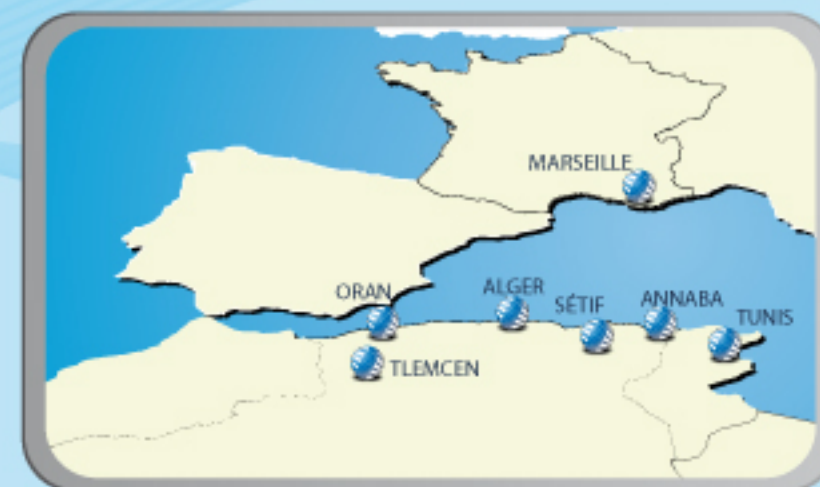 MARSEILLE
ORAN
ALGER
SÉTIF
ANNABA
TUNIS
TLEMCEN